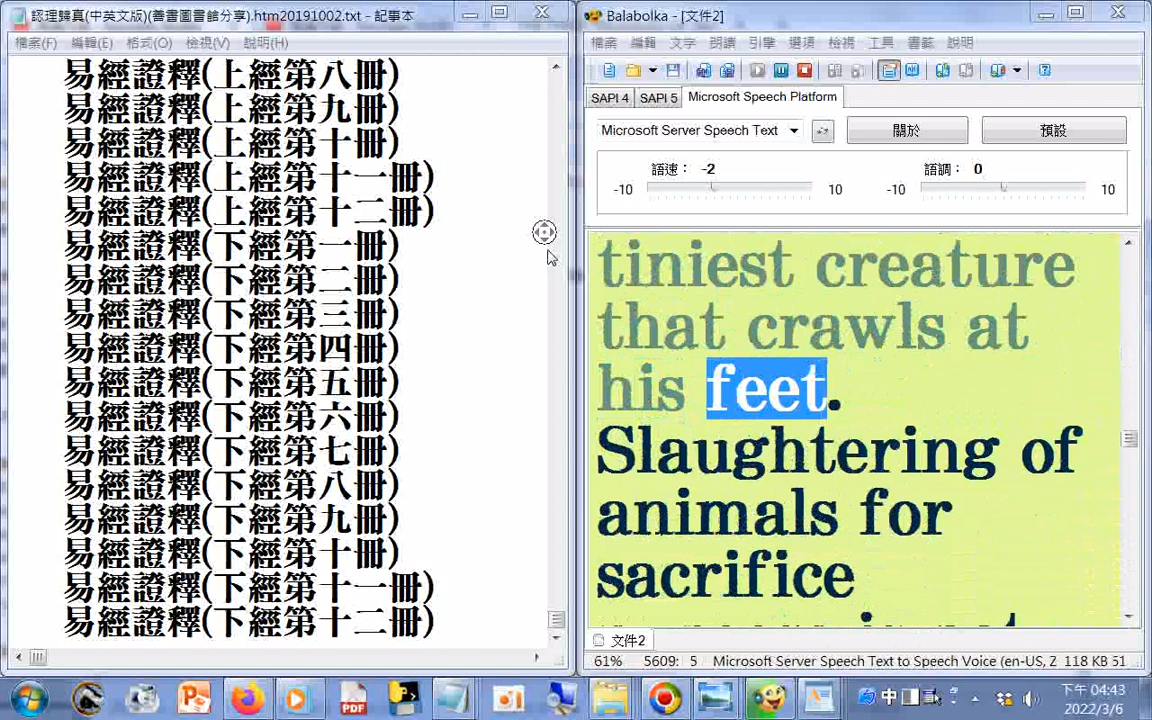 認理歸真(中英文版)(善書圖書館分享).htm20191002.txt - 記事本
檔案(F) 編輯(E) 格式(O) 檢視(V) 說明(H)
易經證釋(上經第八冊)
易經證釋(上經第九冊)
易經證釋(上經第十冊)
易經證釋(上經第十一冊)
易經證釋(上經第十二冊)
易經證釋(下經第一冊)
易經證釋(下經第二冊)
易經證釋(下經第三冊)
易經證釋(下經第四冊)
易經證釋(下經第五冊)
易經證釋(下經第六冊)
易經證釋(下經第七冊)
易經證釋(下經第八冊)
易經證釋(下經第九冊)
易經證釋(下經第十冊)
易經證釋(下經第十一冊)
易經證釋(下經第十二冊)
Balabolka - [文件2]
檔案 編輯 文字 朗讀 引擎 選項 檢視 工具 書籤 說明
SAPI 4 SAPI 5 Microsoft Speech Platform
Microsoft Server Speech Text 關於 預設
語速： -2 語調： 0
-10 10 -10 10
tiniest creature
that crawls at
his feet.
Slaughtering of
animals for
sacrifice
文件2
61% 5609: 5 Microsoft Server Speech Text to Speech Voice (en-US, Z 118 KB 51
PDF
中
下午 04:43
2022/3/6